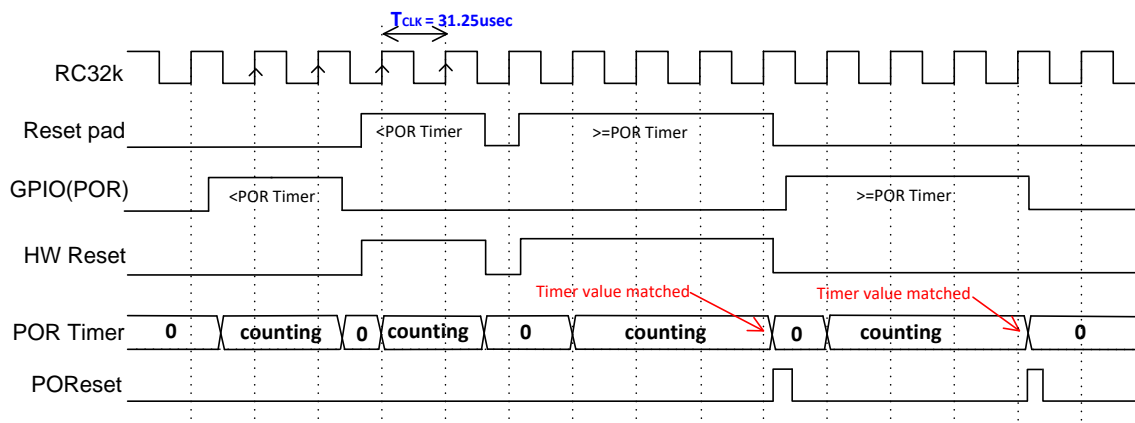 TCLK = 31.25usec
RC32k
Reset pad
<POR Timer
>=POR Timer
GPIO(POR)
<POR Timer
>=POR Timer
HW Reset
Timer value matched
Timer value matched
POR Timer
0 counting 0 counting 0 counting 0 counting 0
POReset